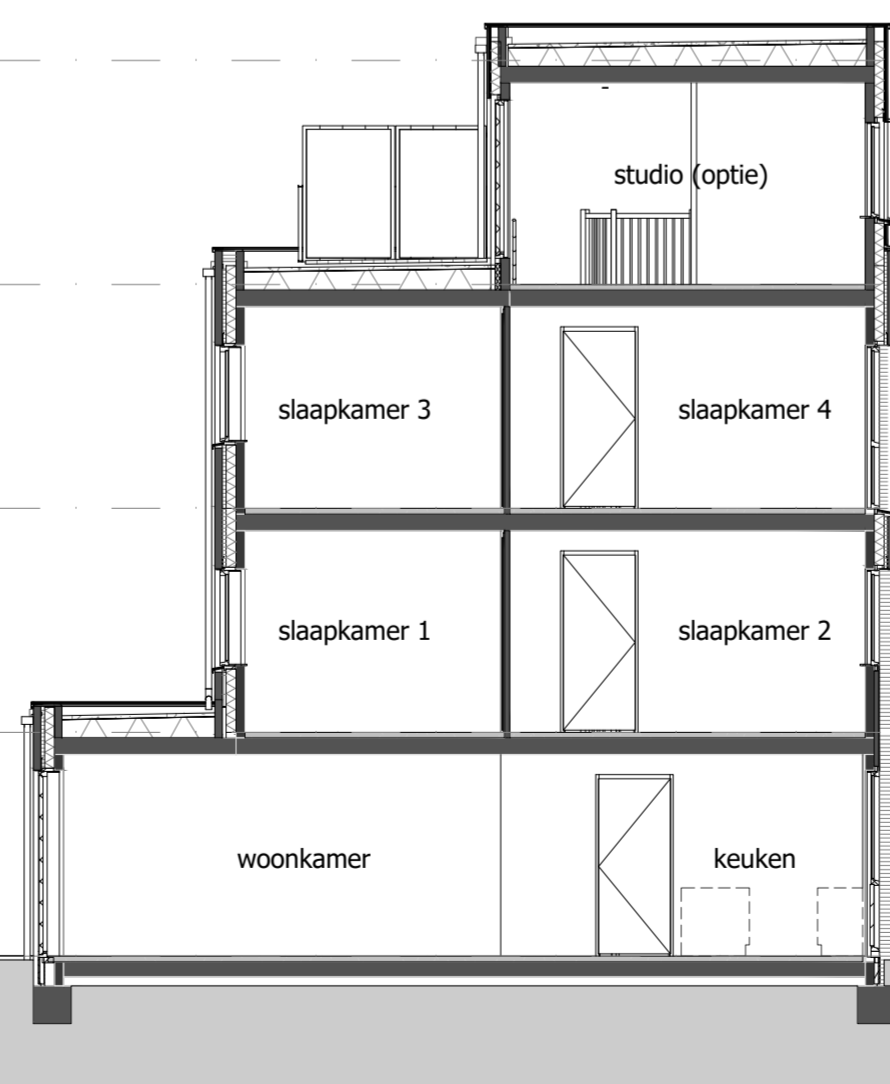 studio (optie)
slaapkamer 3
slaapkamer 4
slaapkamer 1
slaapkamer 2
woonkamer
keuken